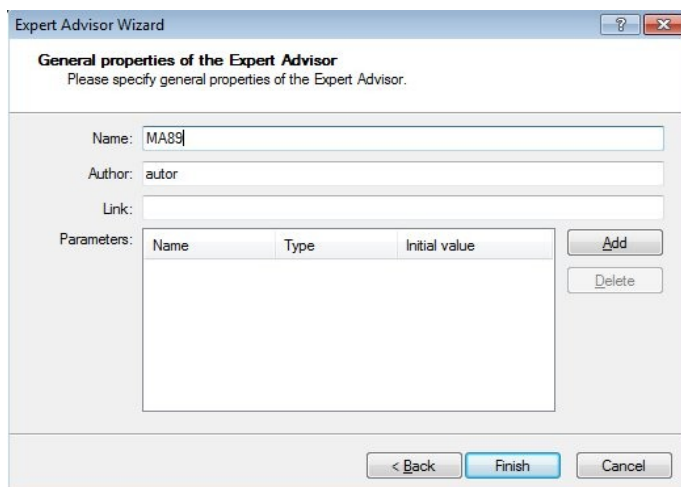 Expert Advisor Wizard
General properties of the Expert Advisor
Please specify general properties of the Expert Advisor.
Name: MA89
Author: autor
Link:
Parameters: Name Type Initial value Add
Delete
< Back Finish Cancel